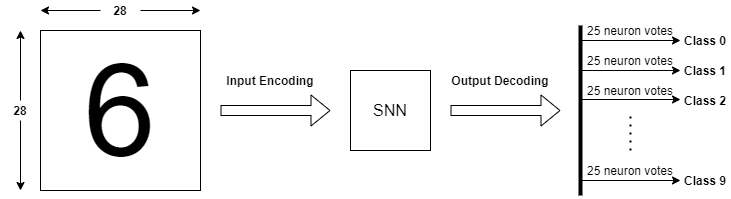 28
28
6
Input Encoding
SNN
Output Decoding
25 neuron votes
Class 0
25 neuron votes
Class 1
25 neuron votes
Class 2
25 neuron votes
Class 9